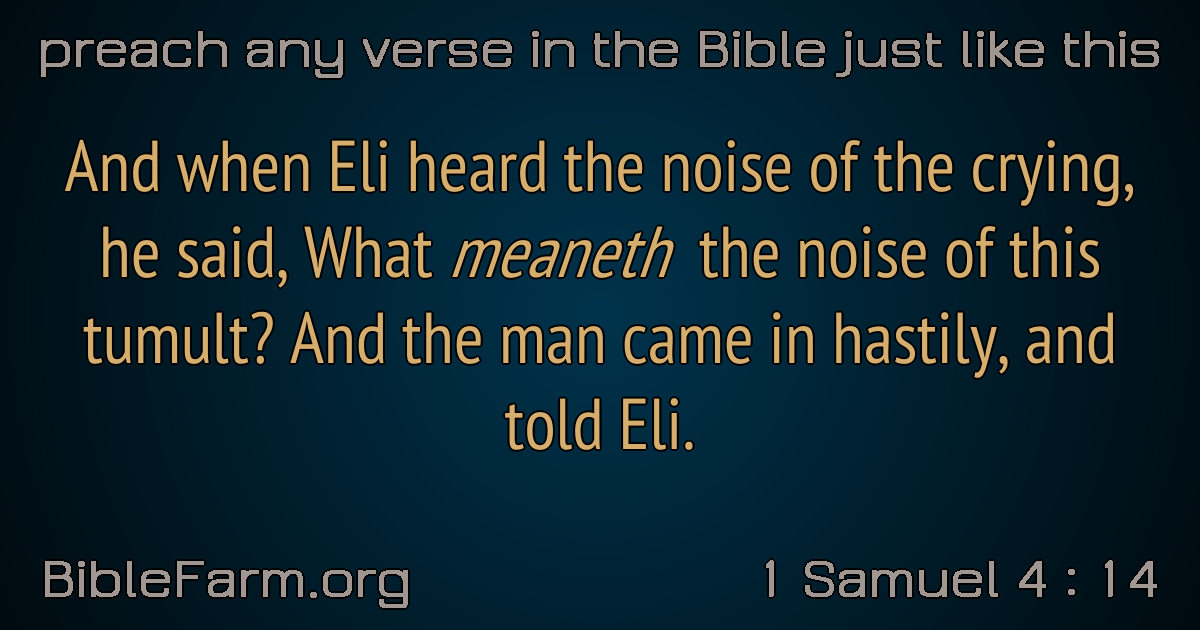 preach any verse in the Bible just like this
And when Eli heard the noise of the crying,
he said, What meaneth the noise of this
tumult? And the man came in hastily, and
told Eli.
BibleFarm.org
1 Samuel 4 : 14